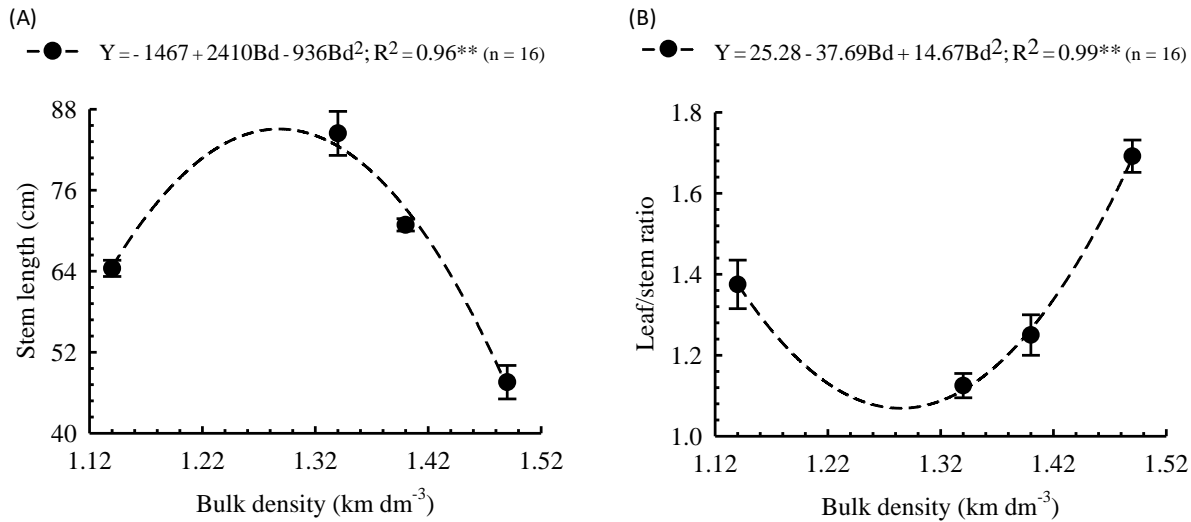 (A)
Y = - 1467 + 2410Bd - 936Bd²; R² = 0.96** (n = 16)
88
76
64
52
40
Stem length (cm)
1.12 1.22 1.32 1.42 1.52
Bulk density (km dm⁻³)
(B)
Y = 25.28 - 37.69Bd + 14.67Bd²; R² = 0.99** (n = 16)
1.8
1.6
1.4
1.2
1.0
Leaf/stem ratio
1.12 1.22 1.32 1.42 1.52
Bulk density (km dm⁻³)